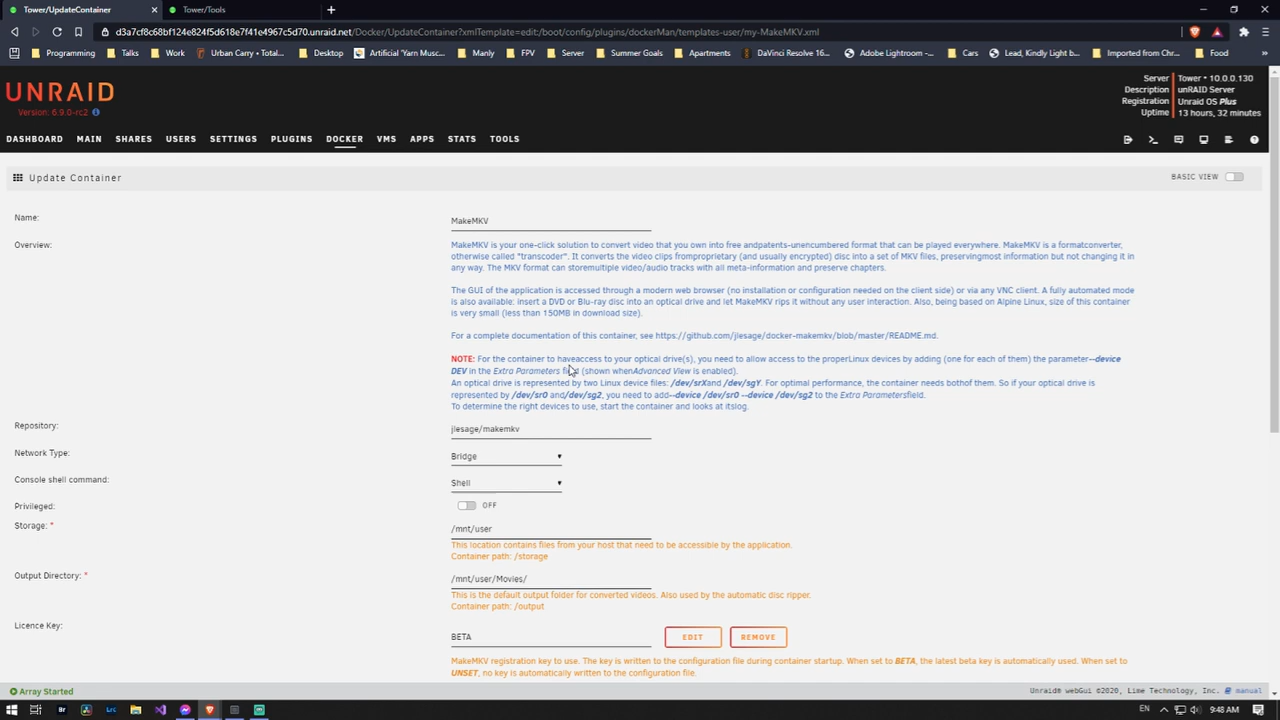 Tower/UpdateContainer
Tower/Tools
d3a7cf8c68bf124e824f5d618e7f41e4967c5d70.unraid.net/Docker/UpdateContainer?xmlTemplate=edit:/boot/config/plugins/dockerMan/templates-user/my-MakeMKV.xml
Programming Talks Work Urban Carry • Total... Desktop Artificial 'Yarn Musc... Manly FPV Server Summer Goals Apartments DaVinci Resolve 16... Adobe Lightroom -... Cars Lead, Kindly Light b... Imported from Chr... Food
UNRAID
Version: 6.9.0-rc2
Server Tower • 10.0.0.130
Description unRAID Server
Registration Unraid OS Plus
Uptime 13 hours, 32 minutes
DASHBOARD MAIN SHARES USERS SETTINGS PLUGINS DOCKER VMS APPS STATS TOOLS
Update Container
BASIC VIEW
Name:
MakeMKV
Overview:
MakeMKV is your one-click solution to convert video that you own into free andpatents-unencumbered format that can be played everywhere. MakeMKV is a formatconverter,
otherwise called "transcoder". It converts the video clips fromproprietary (and usually encrypted) disc into a set of MKV files, preservingmost information but not changing it in
any way. The MKV format can storemultiple video/audio tracks with all meta-information and preserve chapters.
The GUI of the application is accessed through a modern web browser (no installation or configuration needed on the client side) or via any VNC client. A fully automated mode
is also available: insert a DVD or Blu-ray disc into an optical drive and let MakeMKV rips it without any user interaction. Also, being based on Alpine Linux, size of this container
is very small (less than 150MB in download size).
For a complete documentation of this container, see https://github.com/jlesage/docker-makemkv/blob/master/README.md.
NOTE: For the container to haveaccess to your optical drive(s), you need to allow access to the properLinux devices by adding (one for each of them) the parameter--device
DEV in the Extra Parameters field (shown whenAdvanced View is enabled).
An optical drive is represented by two Linux device files: /dev/srXand /dev/sgY. For optimal performance, the container needs bothof them. So if your optical drive is
represented by /dev/sr0 and/dev/sg2, you need to add--device /dev/sr0 --device /dev/sg2 to the Extra Parametersfield.
To determine the right devices to use, start the container and looks at itslog.
Repository:
jlesage/makemkv
Network Type:
Bridge
Console shell command:
Shell
Privileged:
OFF
Storage: *
/mnt/user
This location contains files from your host that need to be accessible by the application.
Container path: /storage
Output Directory: *
/mnt/user/Movies/
This is the default output folder for converted videos. Also used by the automatic disc ripper.
Container path: /output
Licence Key:
BETA
EDIT REMOVE
MakeMKV registration key to use. The key is written to the configuration file during container startup. When set to BETA, the latest beta key is automatically used. When set to
UNSET, no key is automatically written to the configuration file.
Array Started
Unraid® webGui ©2020, Lime Technology, Inc. manual
Br Lrc
EN 9:48 AM